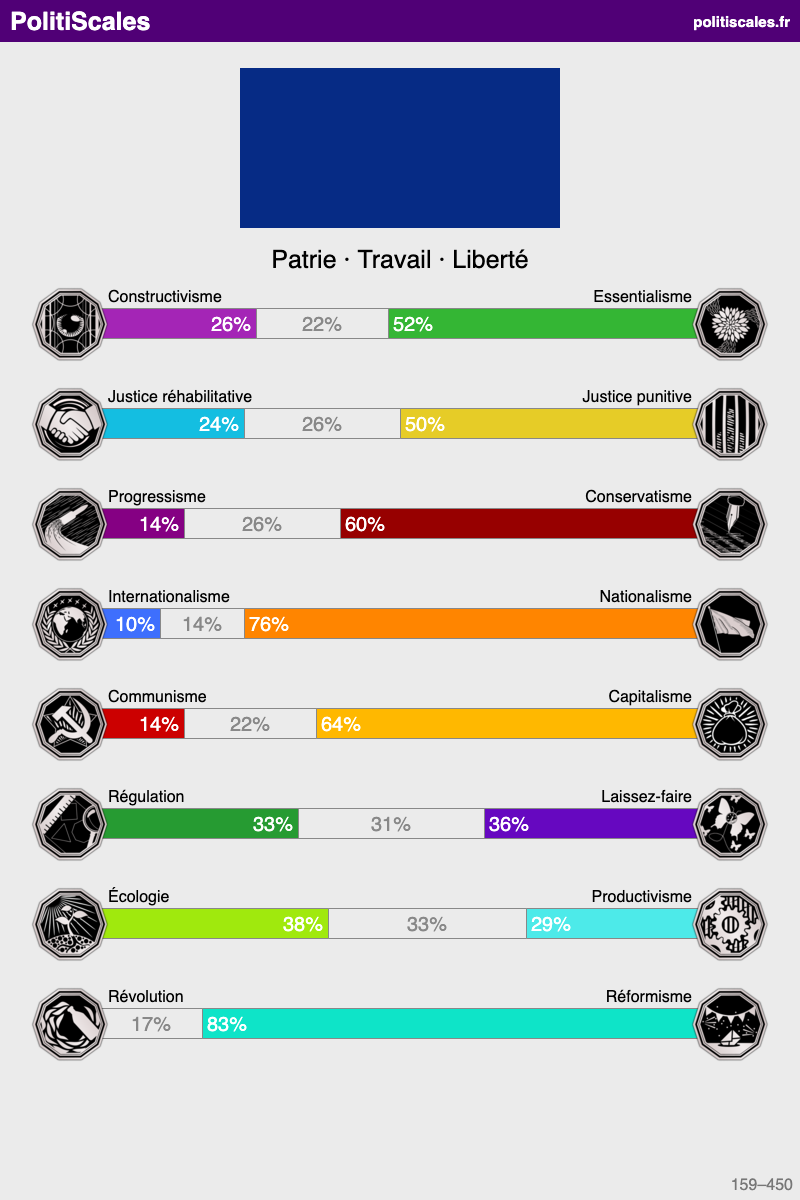 PolitiScales politiscales.fr
Patrie · Travail · Liberté
Constructivisme Essentialisme
26% 22% 52%
Justice réhabilitative Justice punitive
24% 26% 50%
Progressisme Conservatisme
14% 26% 60%
Internationalisme Nationalisme
10% 14% 76%
Communisme Capitalisme
14% 22% 64%
Régulation Laissez-faire
33% 31% 36%
Écologie Productivisme
38% 33% 29%
Révolution Réformisme
17% 83%
159–450